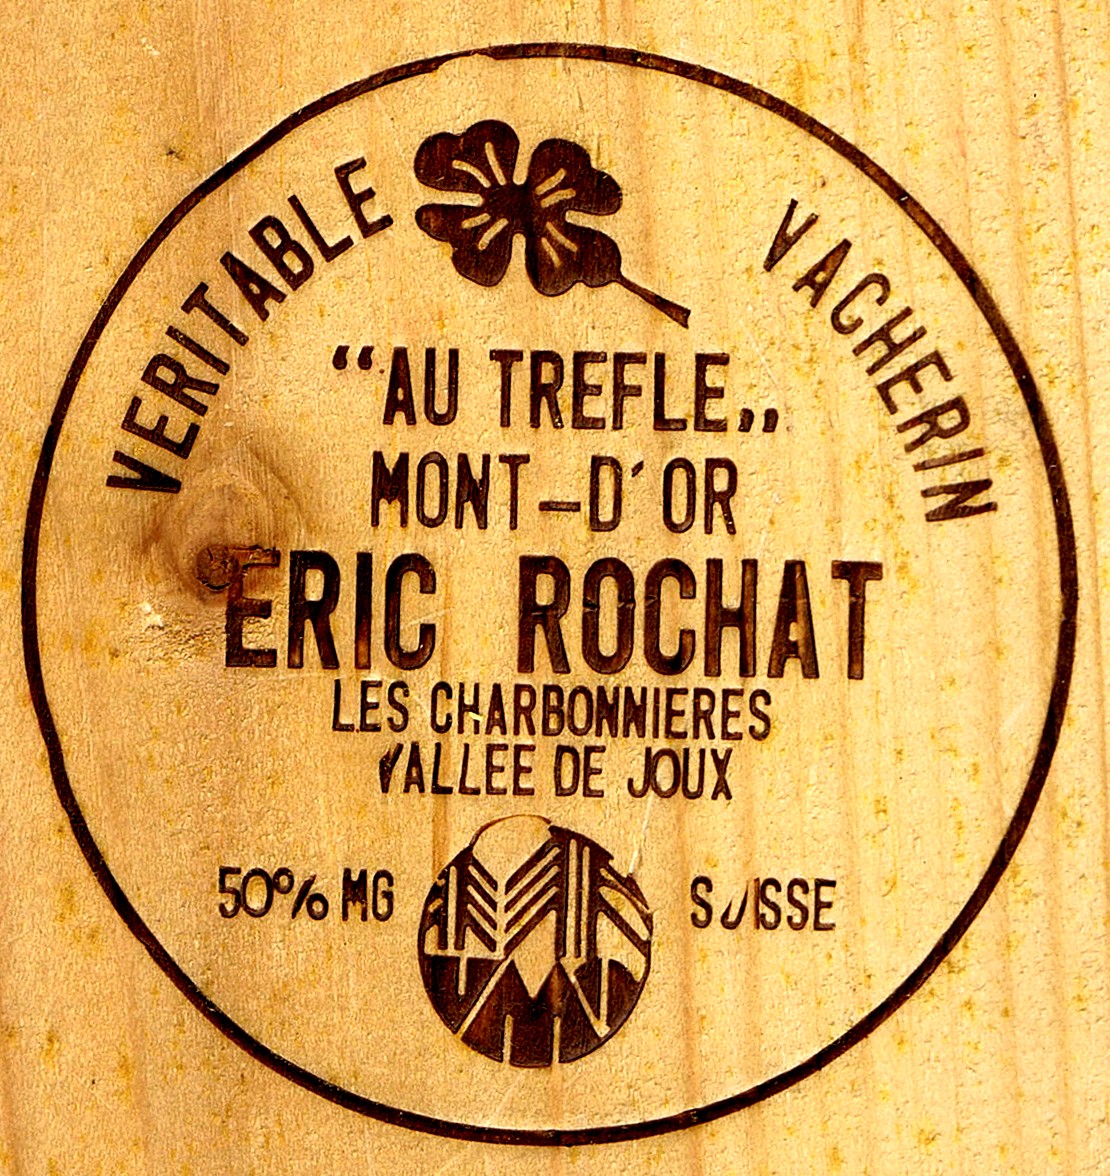 VERITABLE VACHERIN
“AU TREFLE„
MONT-D'OR
ERIC ROCHAT
LES CHARBONNIERES
VALLEE DE JOUX
50% MG SUISSE